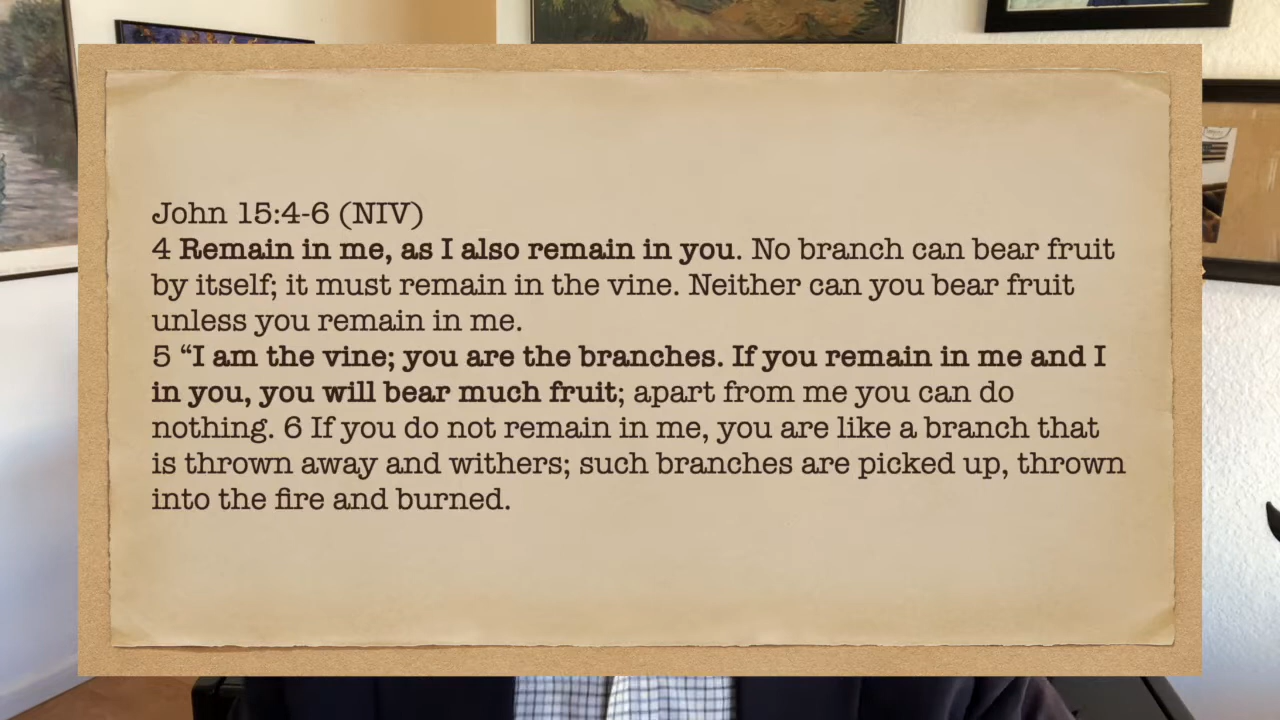 John 15:4-6 (NIV)
4 Remain in me, as I also remain in you. No branch can bear fruit
by itself; it must remain in the vine. Neither can you bear fruit
unless you remain in me.
5 “I am the vine; you are the branches. If you remain in me and I
in you, you will bear much fruit; apart from me you can do
nothing. 6 If you do not remain in me, you are like a branch that
is thrown away and withers; such branches are picked up, thrown
into the fire and burned.